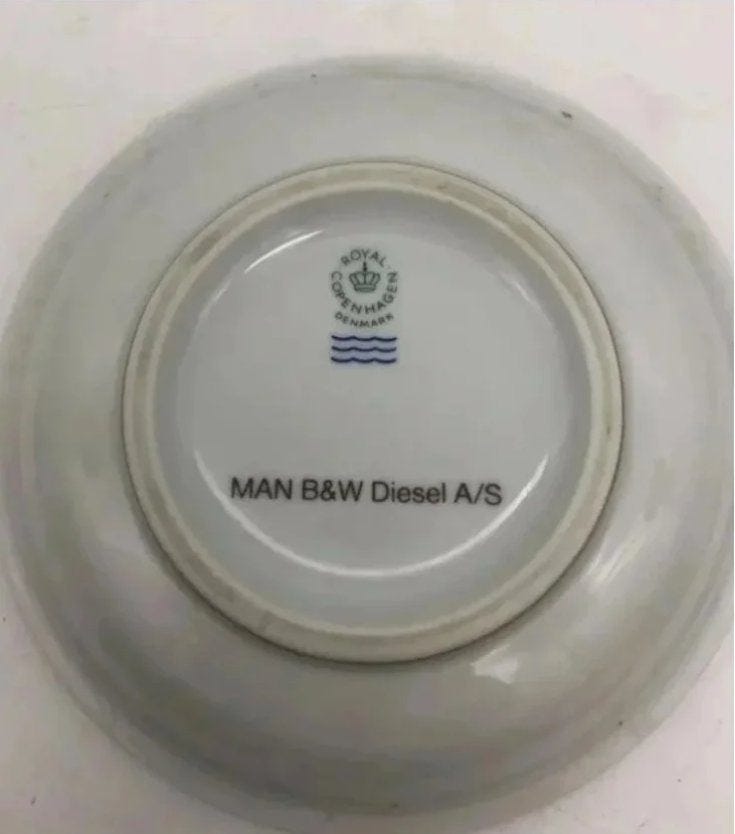 ROYAL
COPENHAGEN
DENMARK
MAN B&W Diesel A/S